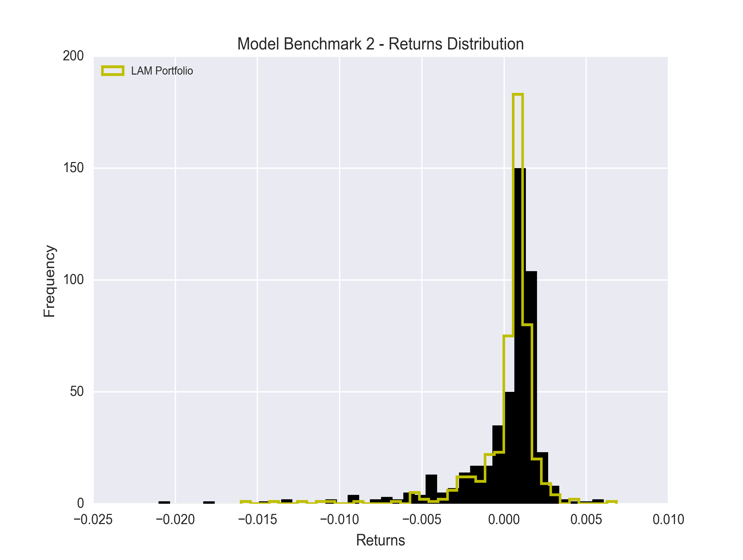 Model Benchmark 2 - Returns Distribution
200
LAM Portfolio
150
100
50
0
Frequency
−0.025 −0.020 −0.015 −0.010 −0.005 0.000 0.005 0.010
Returns